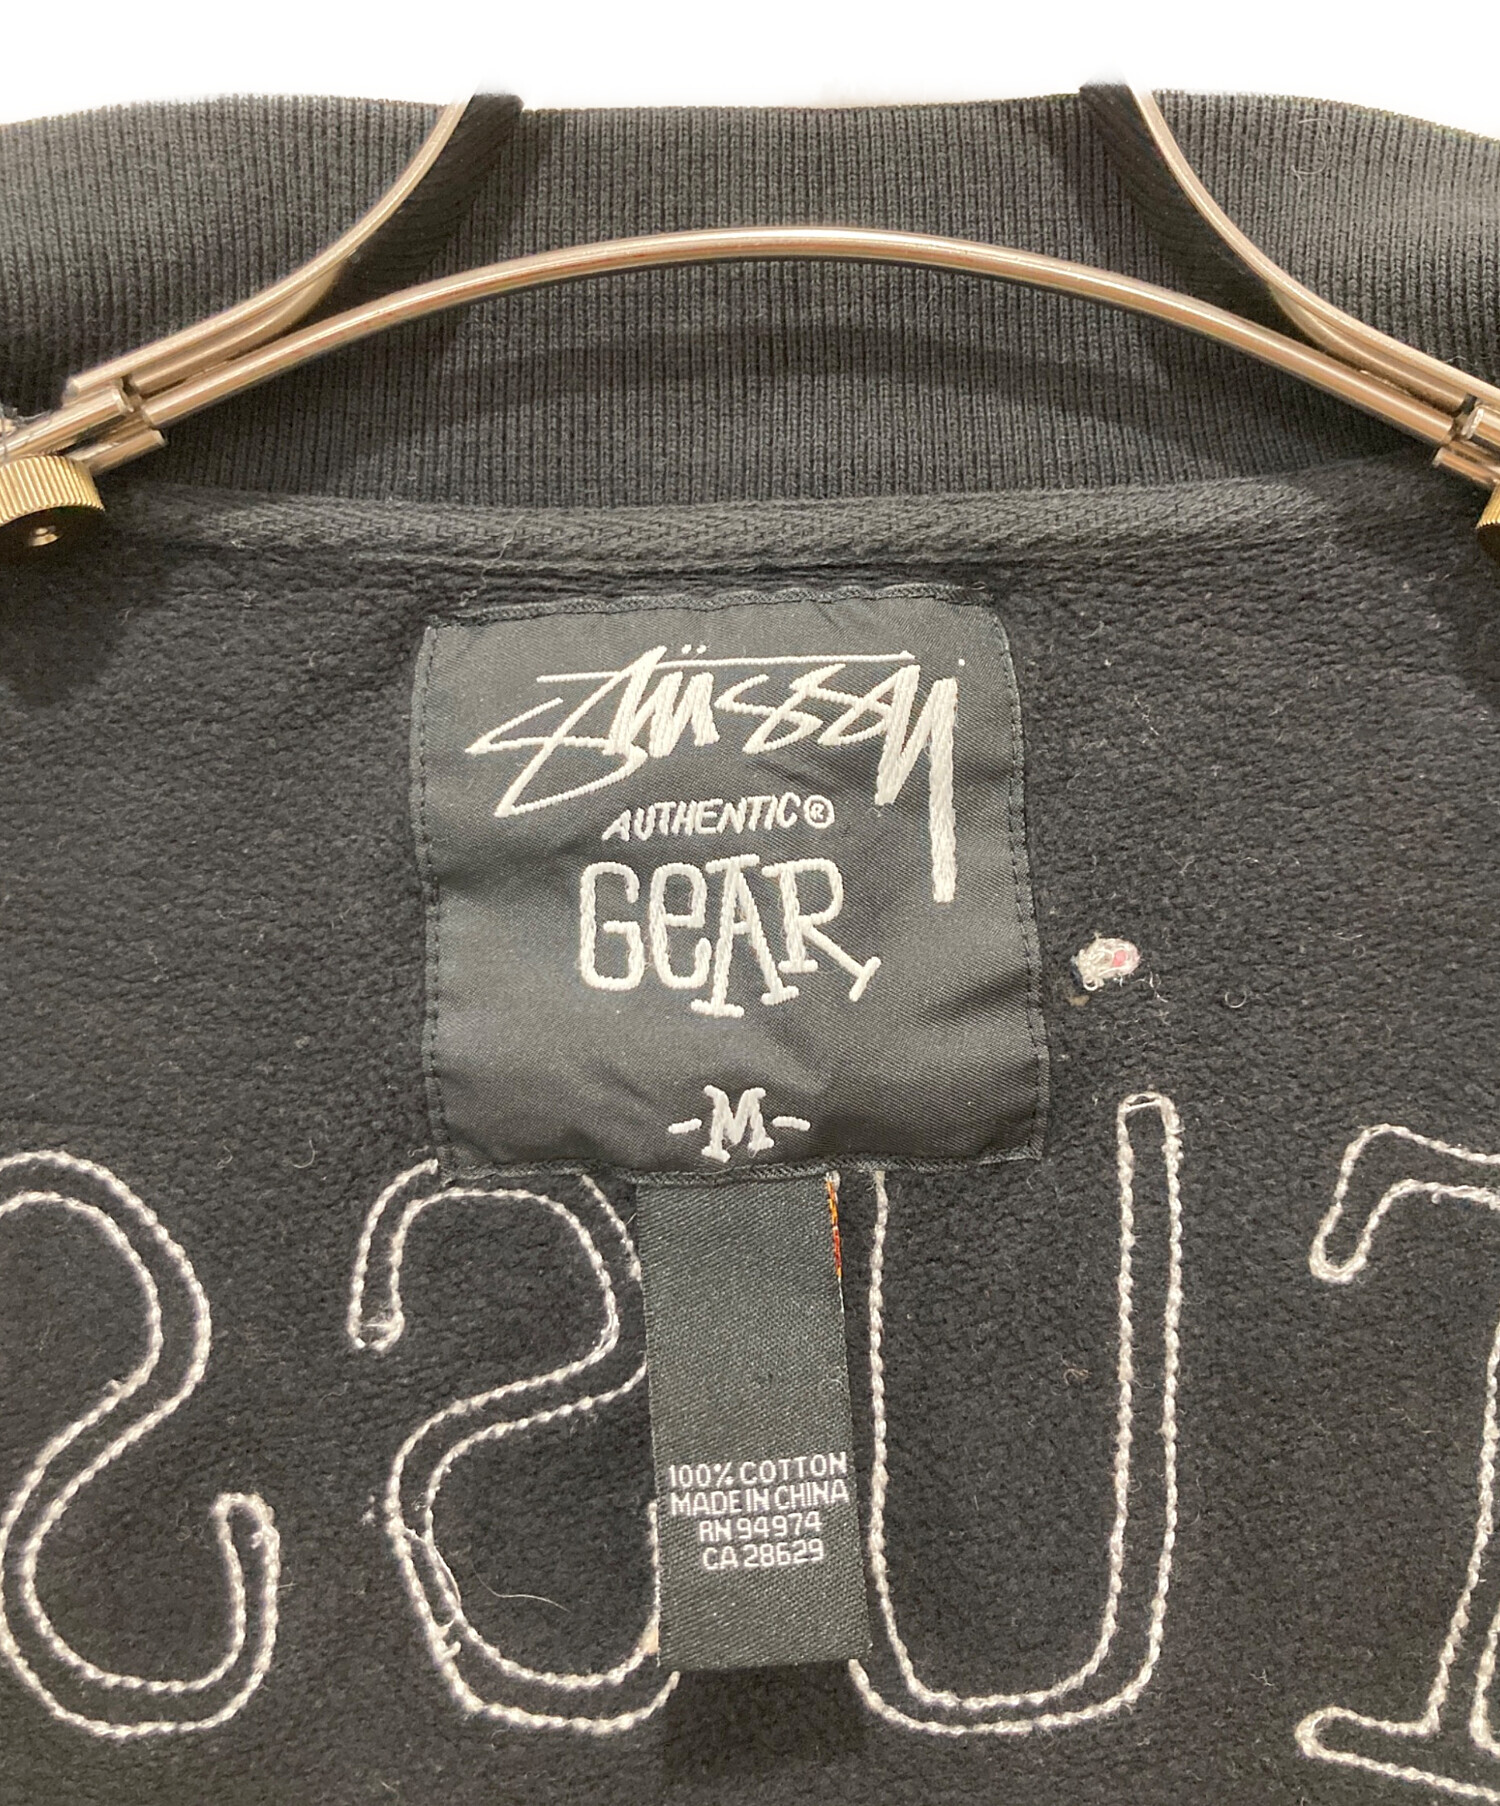 Stüssy
AUTHENTIC®
GEAR
-M-
100% COTTON
MADE IN CHINA
RN 94974
CA 28629